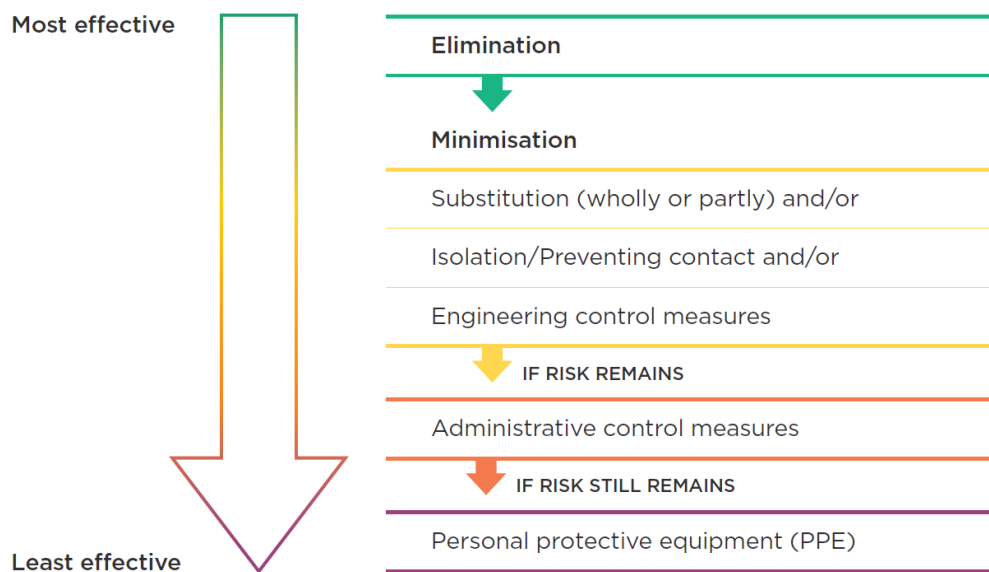 Most effective
Elimination
Minimisation
Substitution (wholly or partly) and/or
Isolation/Preventing contact and/or
Engineering control measures
IF RISK REMAINS
Administrative control measures
IF RISK STILL REMAINS
Personal protective equipment (PPE)
Least effective